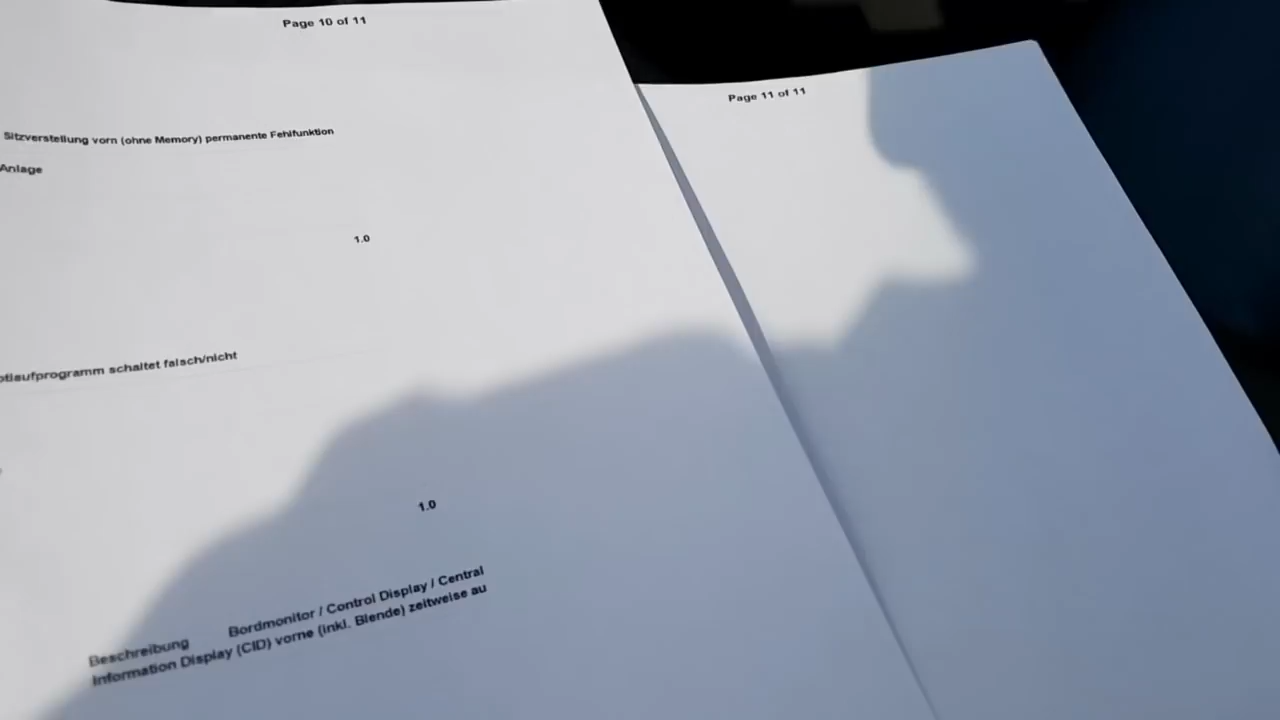 Page 10 of 11
Sitzverstellung vorn (ohne Memory) permanente Fehlfunktion
Anlage
1.0
otlaufprogramm schaltet falsch/nicht
1.0
Beschreibung Bordmonitor / Control Display / Central
Information Display (CID) vorne (inkl. Blende) zeitweise au
Page 11 of 11